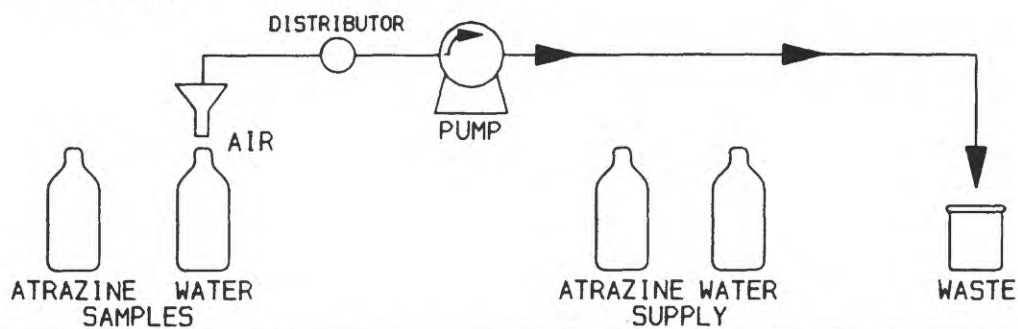 DISTRIBUTOR
AIR
PUMP
ATRAZINE WATER
SAMPLES
ATRAZINE WATER
SUPPLY
WASTE